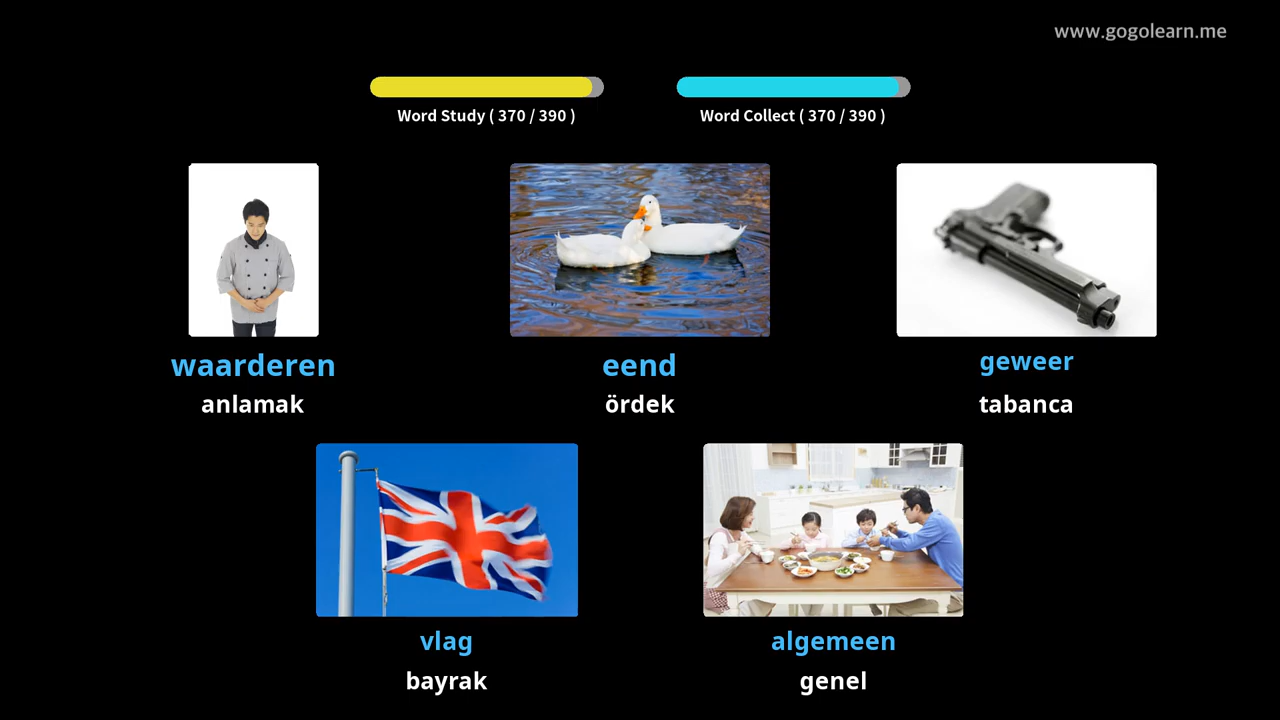 www.gogolearn.me
Word Study ( 370 / 390 )
Word Collect ( 370 / 390 )
waarderen
anlamak
eend
ördek
geweer
tabanca
vlag
bayrak
algemeen
genel